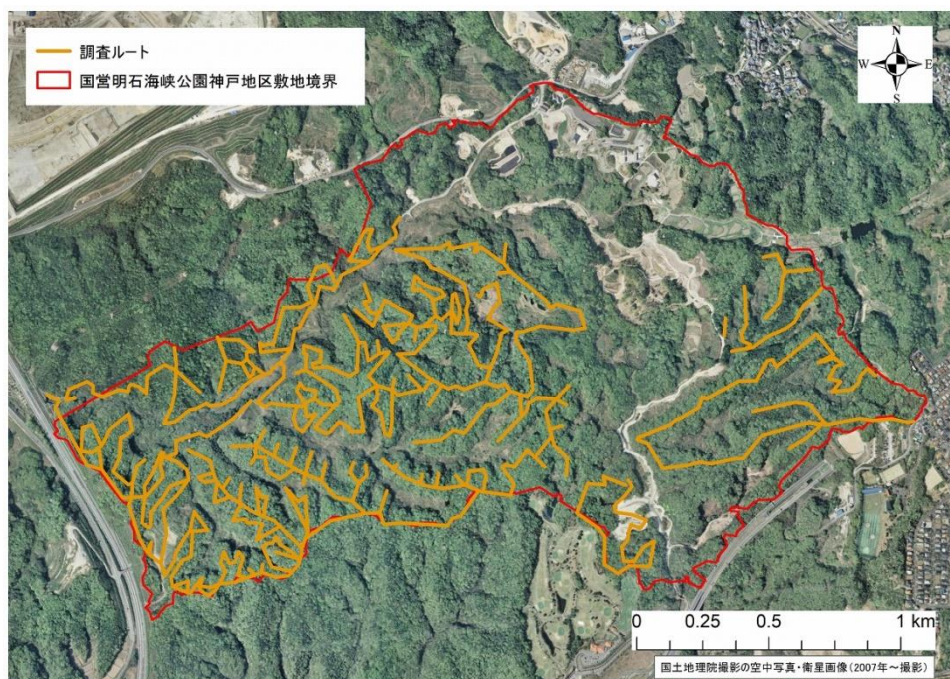 調査ルート
国営明石海峡公園神戸地区敷地境界
N
W E
S
0 0.25 0.5 1 km
国土地理院撮影の空中写真・衛星画像(2007年~撮影)